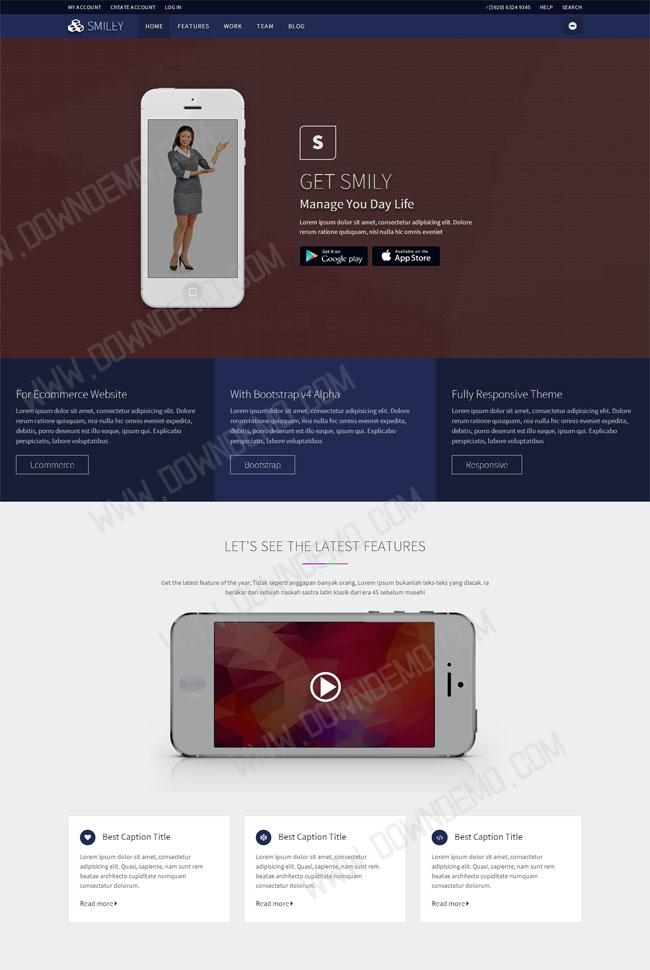 MY ACCOUNT CREATE ACCOUNT LOG IN
(5920) 6324 9345 HELP SEARCH
SMILEY HOME FEATURES WORK TEAM BLOG
S
GET SMILY
Manage You Day Life
Lorem ipsum dolor sit amet, consectetur adipisicing elit. Dolore
rerum ratione quisquam, nisi nulla hic omnis eveniet
Get it on
Google play
Available on the
App Store
For Ecommerce Website
Lorem ipsum dolor sit amet, consectetur adipisicing elit. Dolore
rerum ratione quisquam, nisi nulla hic omnis eveniet expedita,
debitis, porro deserunt est illo eaque, ipsum qui. Explicabo
perspiciatis, labore voluptatibus
Ecommerce
With Bootstrap v4 Alpha
Lorem ipsum dolor sit amet, consectetur adipisicing elit. Dolore
rerum ratione quisquam, nisi nulla hic omnis eveniet expedita,
debitis, porro deserunt est illo eaque, ipsum qui. Explicabo
perspiciatis, labore voluptatibus
Bootstrap
Fully Responsive Theme
Lorem ipsum dolor sit amet, consectetur adipisicing elit. Dolore
rerum ratione quisquam, nisi nulla hic omnis eveniet expedita,
debitis, porro deserunt est illo eaque, ipsum qui. Explicabo
perspiciatis, labore voluptatibus
Responsive
LET'S SEE THE LATEST FEATURES
Get the latest feature of the year, Tidak seperti anggapan banyak orang, Lorem Ipsum bukanlah teks-teks yang diacak. Ia
berakar dari sebuah naskah sastra latin klasik dari era 45 sebelum masehi
Best Caption Title
Lorem ipsum dolor sit amet, consectetur
adipisicing elit. Quasi, sapiente, nam sunt rem
beatae architecto cupiditate numquam
consectetur dolorum.
Read more
Best Caption Title
Lorem ipsum dolor sit amet, consectetur
adipisicing elit. Quasi, sapiente, nam sunt rem
beatae architecto cupiditate numquam
consectetur dolorum.
Read more
Best Caption Title
Lorem ipsum dolor sit amet, consectetur
adipisicing elit. Quasi, sapiente, nam sunt rem
beatae architecto cupiditate numquam
consectetur dolorum.
Read more
WWW.DOWNDEMO.COM
WWW.DOWNDEMO.COM
WWW.DOWNDEMO.COM
WWW.DOWNDEMO.COM
WWW.DOWNDEMO.COM
WWW.DOWNDEMO.COM
WWW.DOWNDEMO.COM